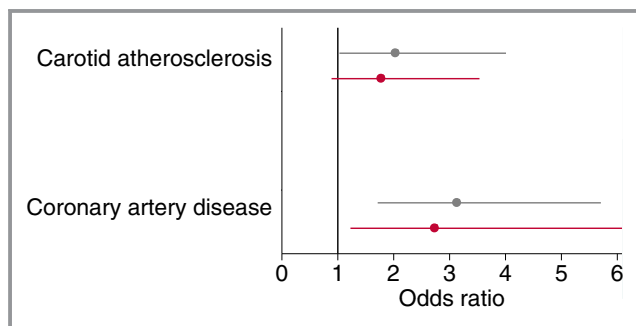 Carotid atherosclerosis
Coronary artery disease
0 1 2 3 4 5 6
Odds ratio